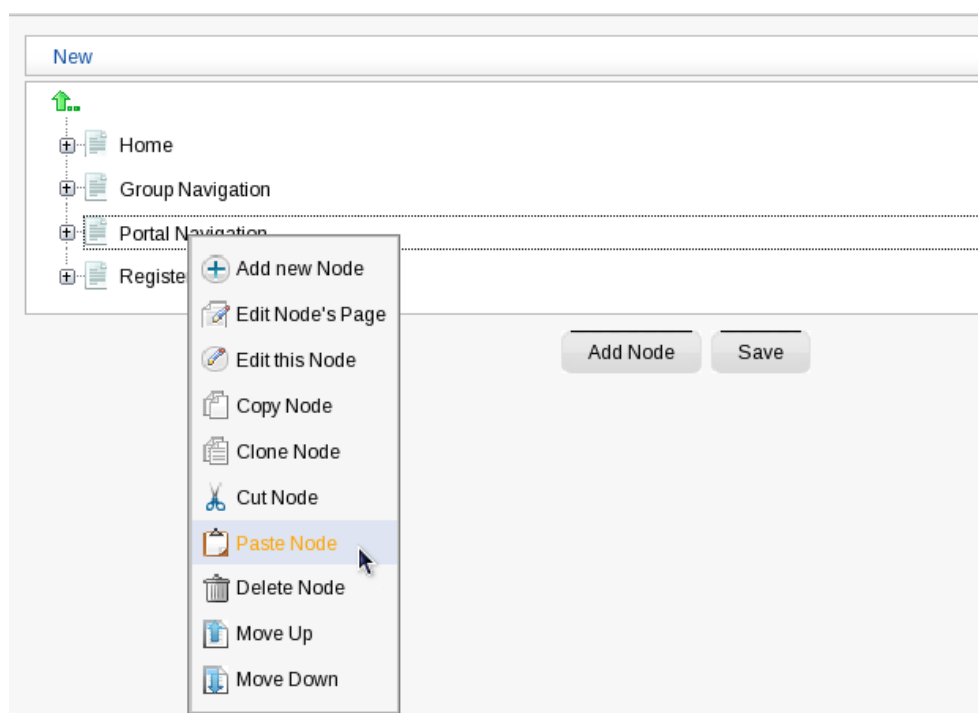 New
Home
Group Navigation
Portal Navigation
Registe
Add new Node
Edit Node's Page
Edit this Node
Copy Node
Clone Node
Cut Node
Paste Node
Delete Node
Move Up
Move Down
Add Node
Save